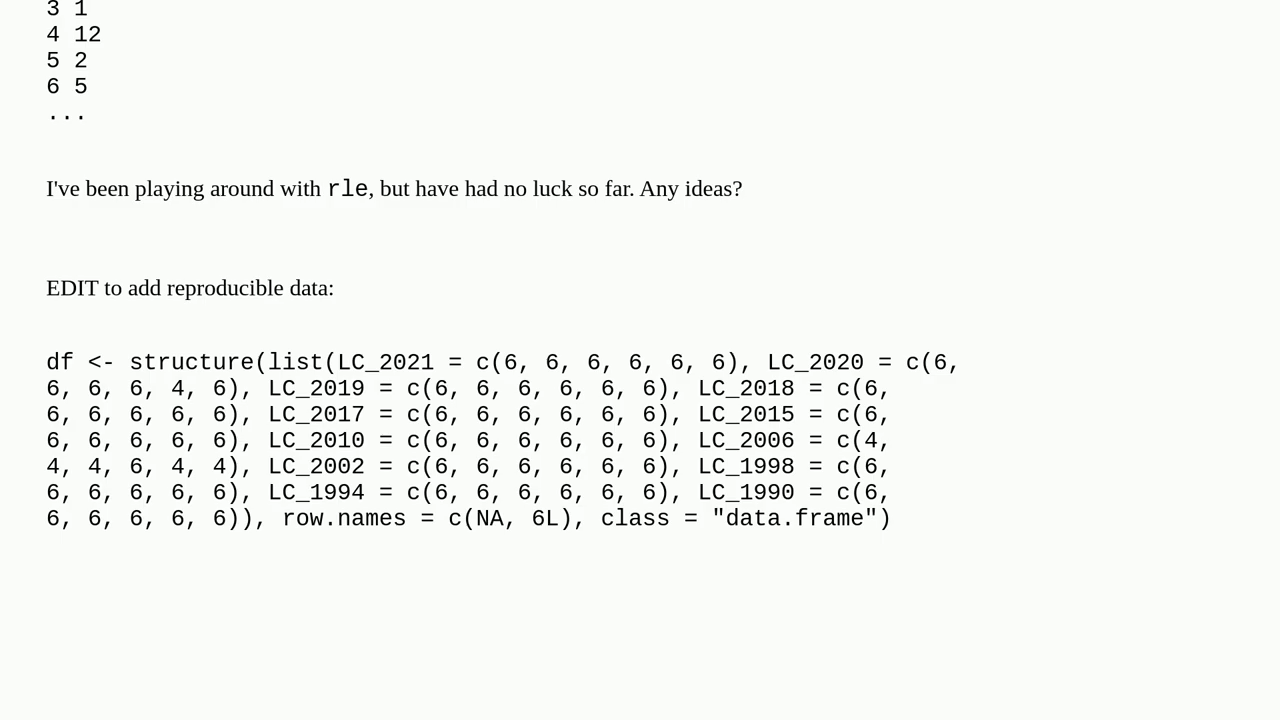 3 1
4 12
5 2
6 5
...
I've been playing around with rle, but have had no luck so far. Any ideas?
EDIT to add reproducible data:
df <- structure(list(LC_2021 = c(6, 6, 6, 6, 6, 6), LC_2020 = c(6,
6, 6, 6, 4, 6), LC_2019 = c(6, 6, 6, 6, 6, 6), LC_2018 = c(6,
6, 6, 6, 6, 6), LC_2017 = c(6, 6, 6, 6, 6, 6), LC_2015 = c(6,
6, 6, 6, 6, 6), LC_2010 = c(6, 6, 6, 6, 6, 6), LC_2006 = c(4,
4, 4, 6, 4, 4), LC_2002 = c(6, 6, 6, 6, 6, 6), LC_1998 = c(6,
6, 6, 6, 6, 6), LC_1994 = c(6, 6, 6, 6, 6, 6), LC_1990 = c(6,
6, 6, 6, 6, 6)), row.names = c(NA, 6L), class = "data.frame")